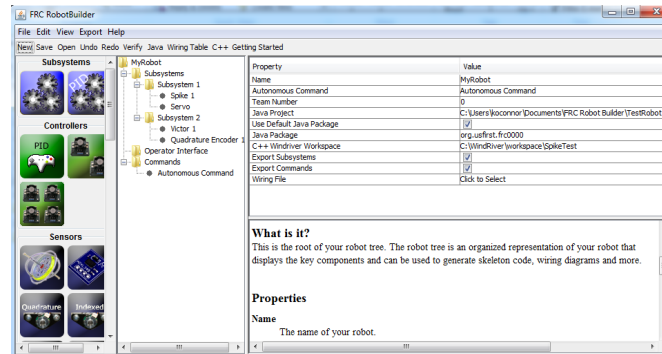 FRC RobotBuilder
File Edit View Export Help
New Save Open Undo Redo Verify Java Wiring Table C++ Getting Started
Subsystems
PID
Controllers
PID
Sensors
Quadrature
Indexed
MyRobot
Subsystems
Subsystem 1
Spike 1
Servo
Subsystem 2
Victor 1
Quadrature Encoder 1
Operator Interface
Commands
Autonomous Command
Property Value
Name MyRobot
Autonomous Command Autonomous Command
Team Number 0
Java Project C:\Users\koconnor\Documents\FRC Robot Builder\TestRobot
Use Default Java Package
Java Package org.usfirst.frc0000
C++ Windriver Workspace C:\WindRiver\workspace\SpikeTest
Export Subsystems
Export Commands
Wiring File Click to Select
What is it?
This is the root of your robot tree. The robot tree is an organized representation of your robot that
displays the key components and can be used to generate skeleton code, wiring diagrams and more.
Properties
Name
The name of your robot.